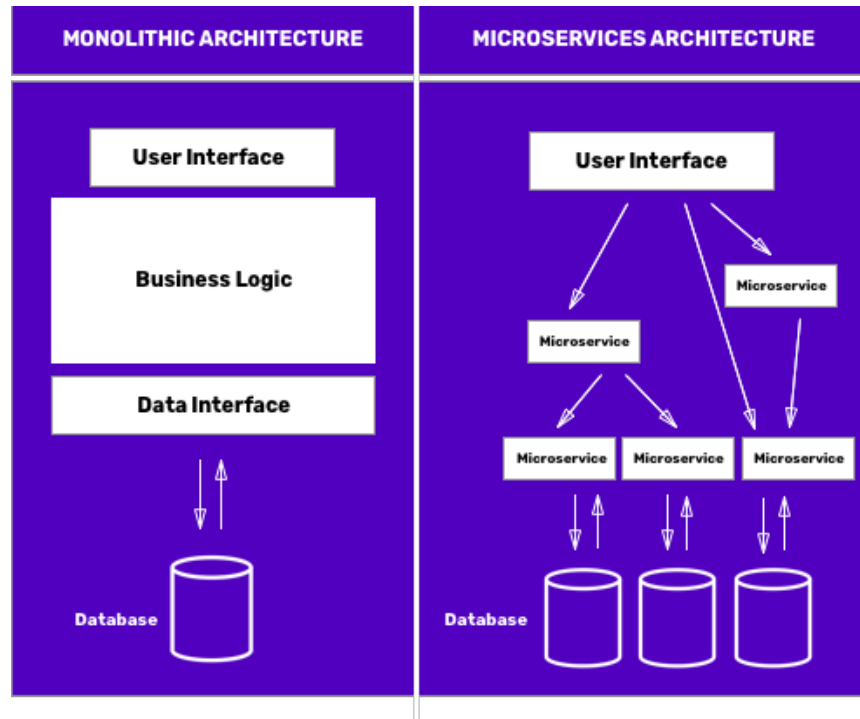 MONOLITHIC ARCHITECTURE
User Interface
Business Logic
Data Interface
Database
MICROSERVICES ARCHITECTURE
User Interface
Microservice
Microservice
Microservice
Microservice
Microservice
Database